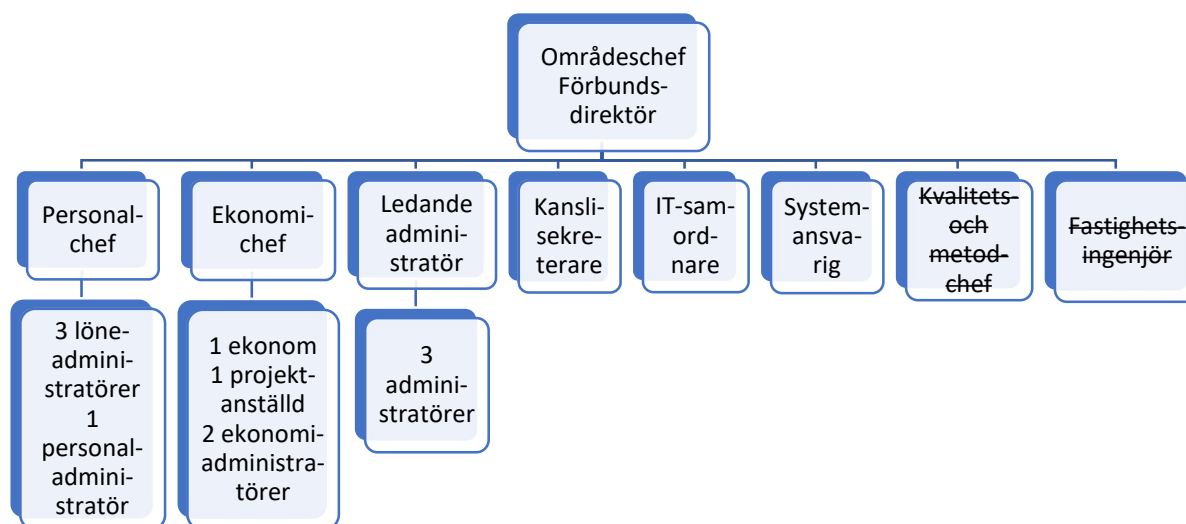 Områdeschef
Förbunds-
direktör
Personal-
chef
Ekonomi-
chef
Ledande
admini-
stratör
Kansli-
sekre-
terare
IT-sam-
ord-
nare
System-
ansva-
rig
Kvalitets-
och
metod-
chef
Fastighets-
ingenjör
3 löne-
admini-
stratörer
1
personal-
admini-
stratör
1 ekonom
1 projekt-
anställd
2 ekonomi-
administra-
törer
3
admini-
stratörer